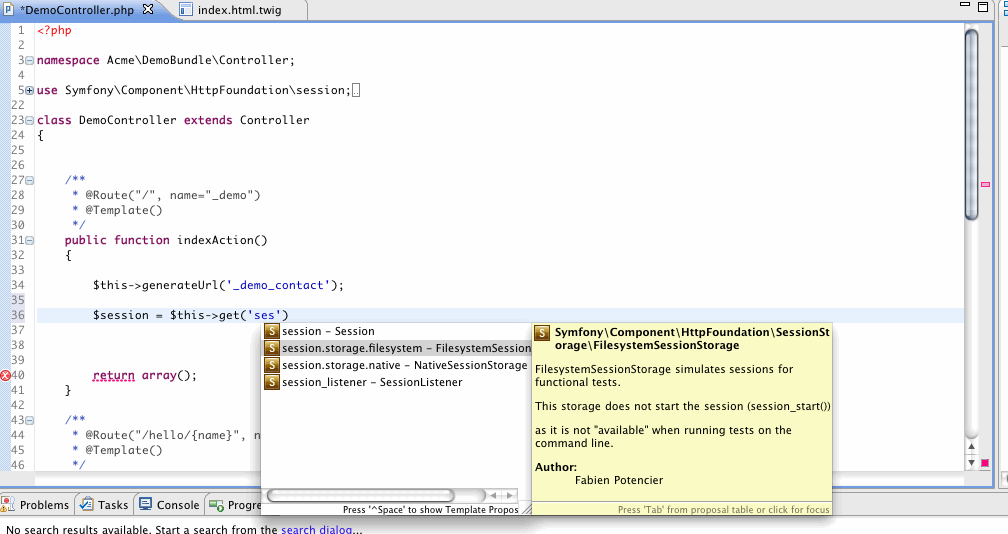 *DemoController.php
index.html.twig
1 <?php
2
3 namespace Acme\DemoBundle\Controller;
4
5 use Symfony\Component\HttpFoundation\session;
22
23 class DemoController extends Controller
24 {
25
26
27 /**
28 * @Route("/", name="_demo")
29 * @Template()
30 */
31 public function indexAction()
32 {
33
34 $this->generateUrl('_demo_contact');
35
36 $session = $this->get('ses')
37
38
39
40 return array();
41 }
42
43 /**
44 * @Route("/hello/{name}", n
45 * @Template()
46 */
session – Session
session.storage.filesystem – FilesystemSession
session.storage.native – NativeSessionStorage
session_listener – SessionListener
Press '^Space' to show Template Propos
Symfony\Component\HttpFoundation\SessionSt
orage\FilesystemSessionStorage
FilesystemSessionStorage simulates sessions for
functional tests.
This storage does not start the session (session_start())
as it is not "available" when running tests on the
command line.
Author:
Fabien Potencier
Press 'Tab' from proposal table or click for focus
Problems
Tasks
Console
Progre
No search results available. Start a search from the search dialog...